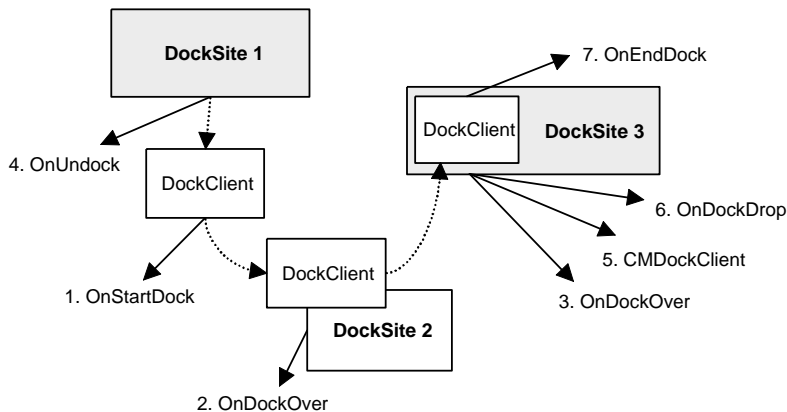 DockSite 1
7. OnEndDock
DockClient
DockSite 3
4. OnUndock
DockClient
6. OnDockDrop
5. CMDockClient
DockClient
1. OnStartDock
3. OnDockOver
DockSite 2
2. OnDockOver